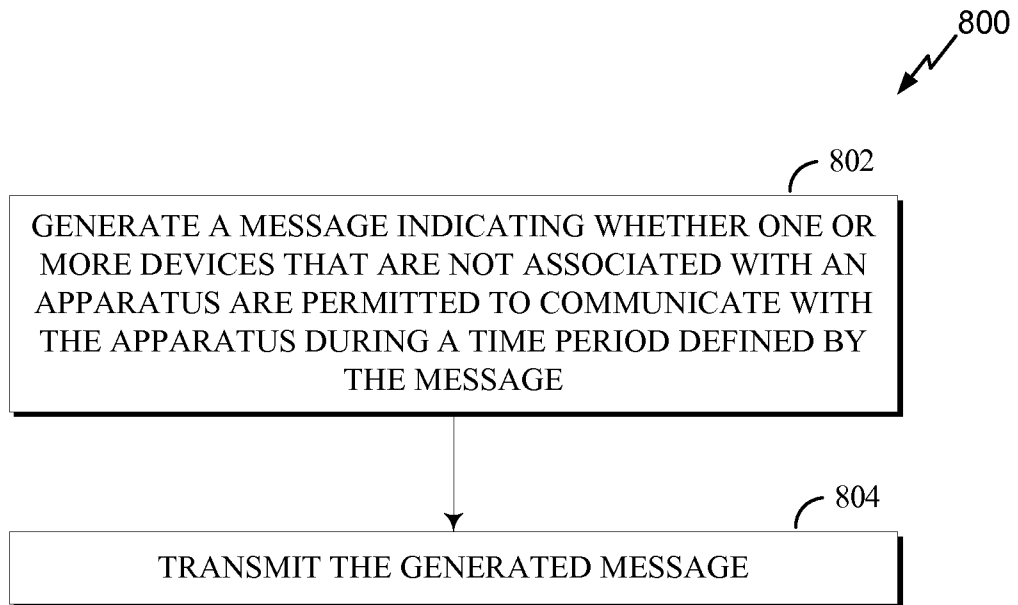 800
802
GENERATE A MESSAGE INDICATING WHETHER ONE OR
MORE DEVICES THAT ARE NOT ASSOCIATED WITH AN
APPARATUS ARE PERMITTED TO COMMUNICATE WITH
THE APPARATUS DURING A TIME PERIOD DEFINED BY
THE MESSAGE
804
TRANSMIT THE GENERATED MESSAGE